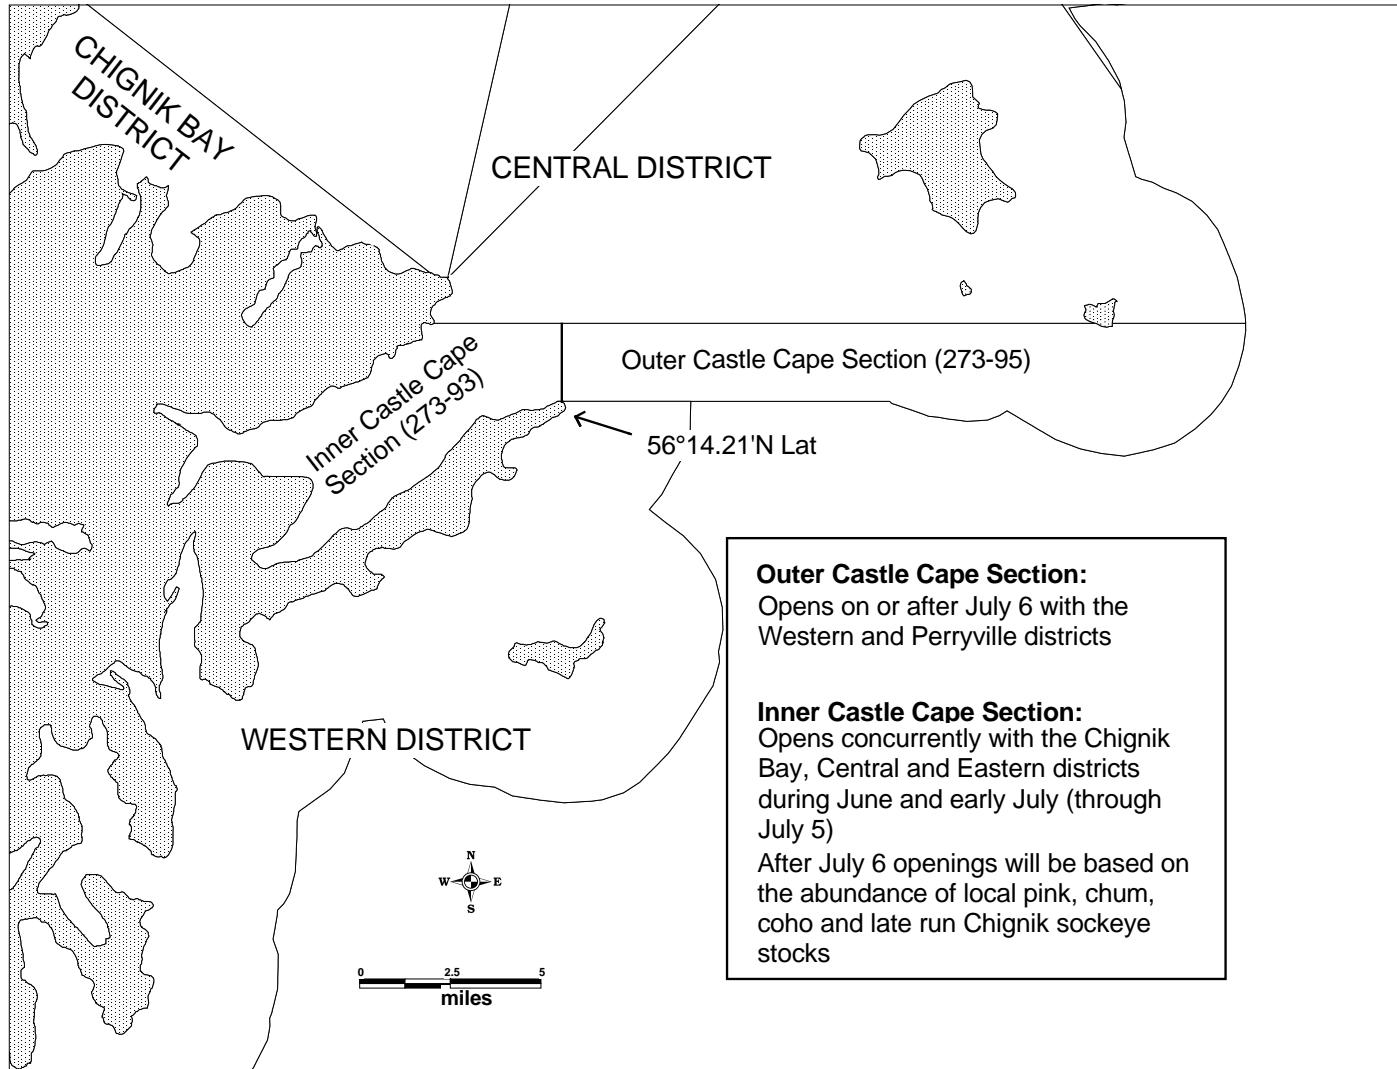 CHIGNIK BAY
DISTRICT
CENTRAL DISTRICT
Outer Castle Cape Section (273-95)
Inner Castle Cape
Section (273-93)
56°14.21'N Lat
WESTERN DISTRICT
Outer Castle Cape Section:
Opens on or after July 6 with the
Western and Perryville districts
Inner Castle Cape Section:
Opens concurrently with the Chignik
Bay, Central and Eastern districts
during June and early July (through
July 5)
After July 6 openings will be based on
the abundance of local pink, chum,
coho and late run Chignik sockeye
stocks
N
W E
S
0 2.5 5
miles